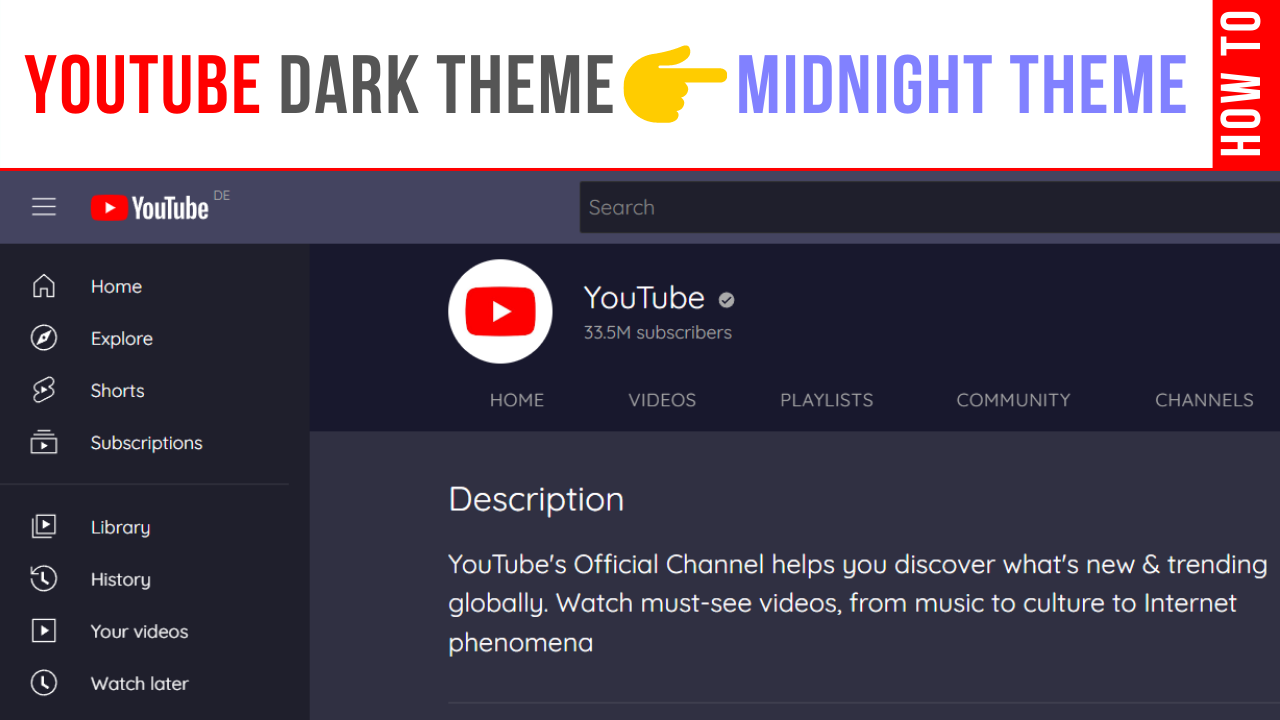 YOUTUBE DARK THEME MIDNIGHT THEME
HOW TO
YouTube DE
Search
Home
Explore
Shorts
Subscriptions
Library
History
Your videos
Watch later
YouTube
33.5M subscribers
HOME VIDEOS PLAYLISTS COMMUNITY CHANNELS
Description
YouTube's Official Channel helps you discover what's new & trending
globally. Watch must-see videos, from music to culture to Internet
phenomena